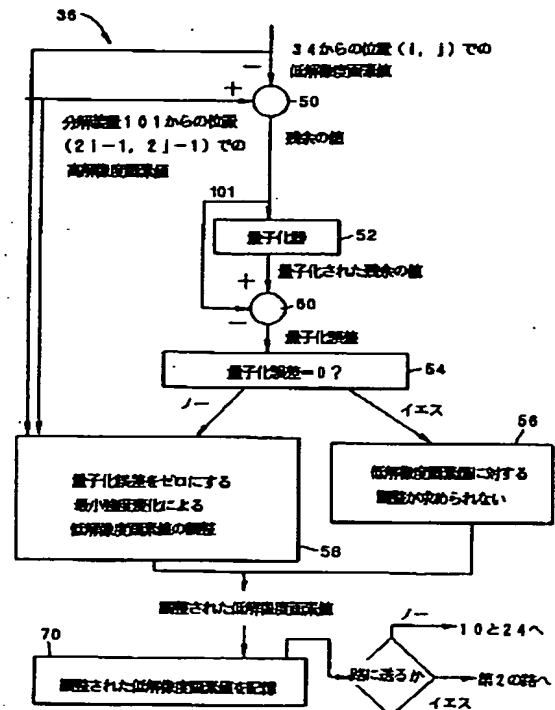 36
34からの位置(i, j)での
低解像度画素値
−
+
50
分解装置101からの位置
(2i−1, 2j−1)での
高解像度画素値
残余の値
101
量子化器
52
量子化された残余の値
+
60
−
量子化誤差
量子化誤差=0?
54
ノー
イエス
56
量子化誤差をゼロにする
最小強度変化による
低解像度画素値の調整
58
低解像度画素値に対する
調整が求められない
調整された低解像度画素値
70
調整された低解像度画素値を記憶
路に送るか
ノー
10と24へ
第2の路へ
イエス